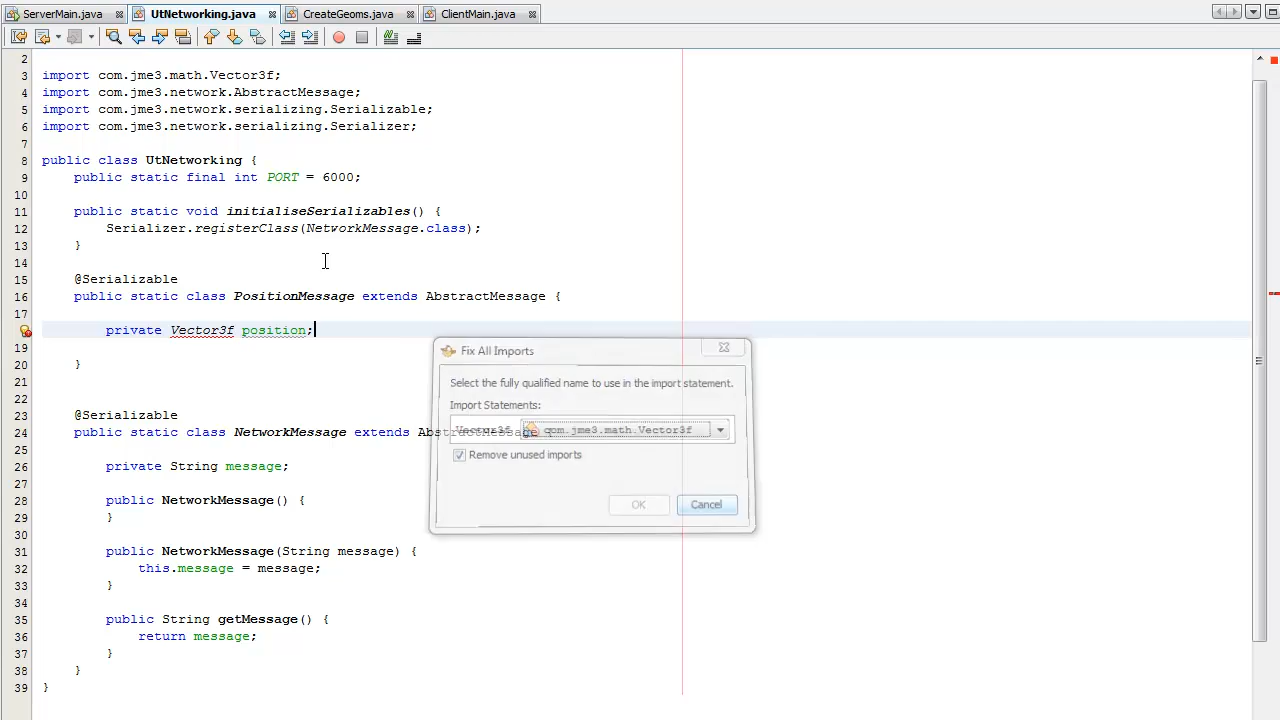 ServerMain.java UtNetworking.java CreateGeoms.java ClientMain.java
2
3 import com.jme3.math.Vector3f;
4 import com.jme3.network.AbstractMessage;
5 import com.jme3.network.serializing.Serializable;
6 import com.jme3.network.serializing.Serializer;
7
8 public class UtNetworking {
9 public static final int PORT = 6000;
10
11 public static void initialiseSerializables() {
12 Serializer.registerClass(NetworkMessage.class);
13 }
14
15 @Serializable
16 public static class PositionMessage extends AbstractMessage {
17
private Vector3f position;
19
20 }
21
22
23 @Serializable
24 public static class NetworkMessage extends AbstractMessage {
25
26 private String message;
27
28 public NetworkMessage() {
29 }
30
31 public NetworkMessage(String message) {
32 this.message = message;
33 }
34
35 public String getMessage() {
36 return message;
37 }
38 }
39 }
Fix All Imports
Select the fully qualified name to use in the import statement.
Import Statements:
Vector3f com.jme3.math.Vector3f
Remove unused imports
OK Cancel